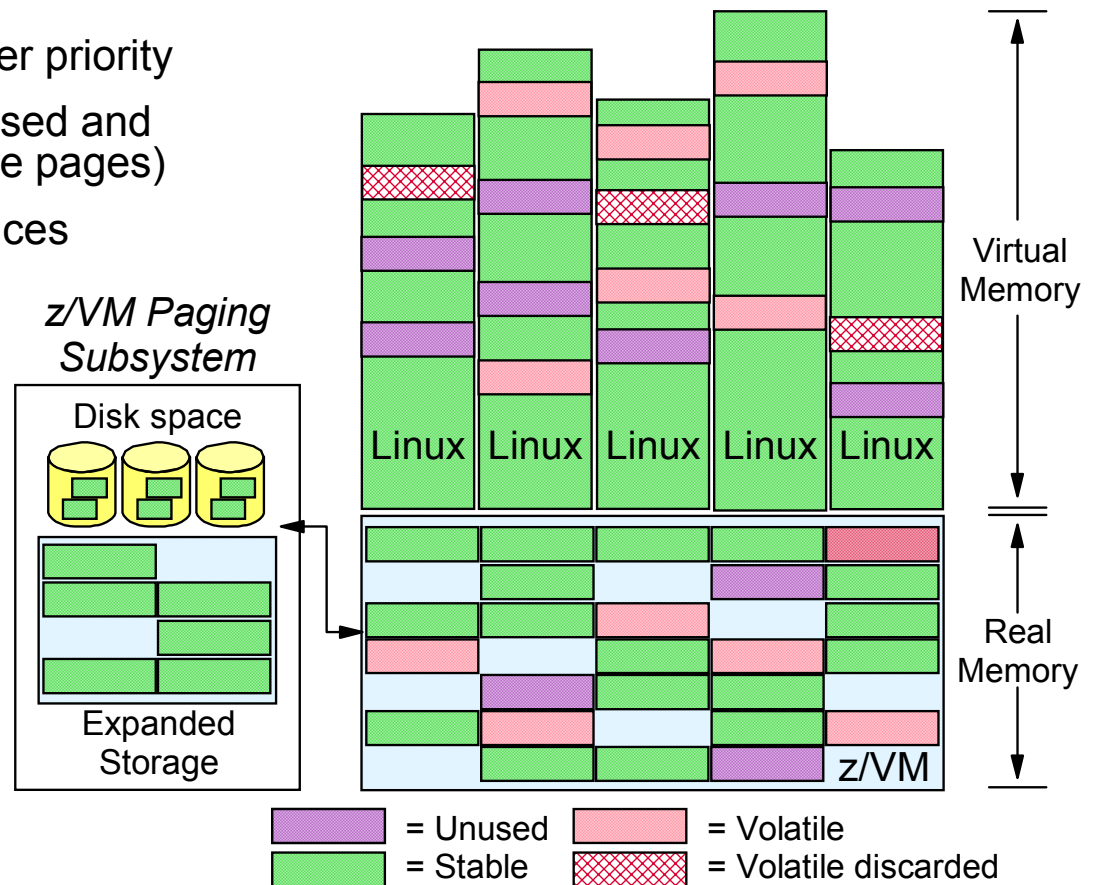 er priority
sed and
e pages)
ces
z/VM Paging
Subsystem
Disk space
Expanded
Storage
Linux Linux Linux Linux Linux
Virtual
Memory
Real
Memory
z/VM
= Unused
= Volatile
= Stable
= Volatile discarded